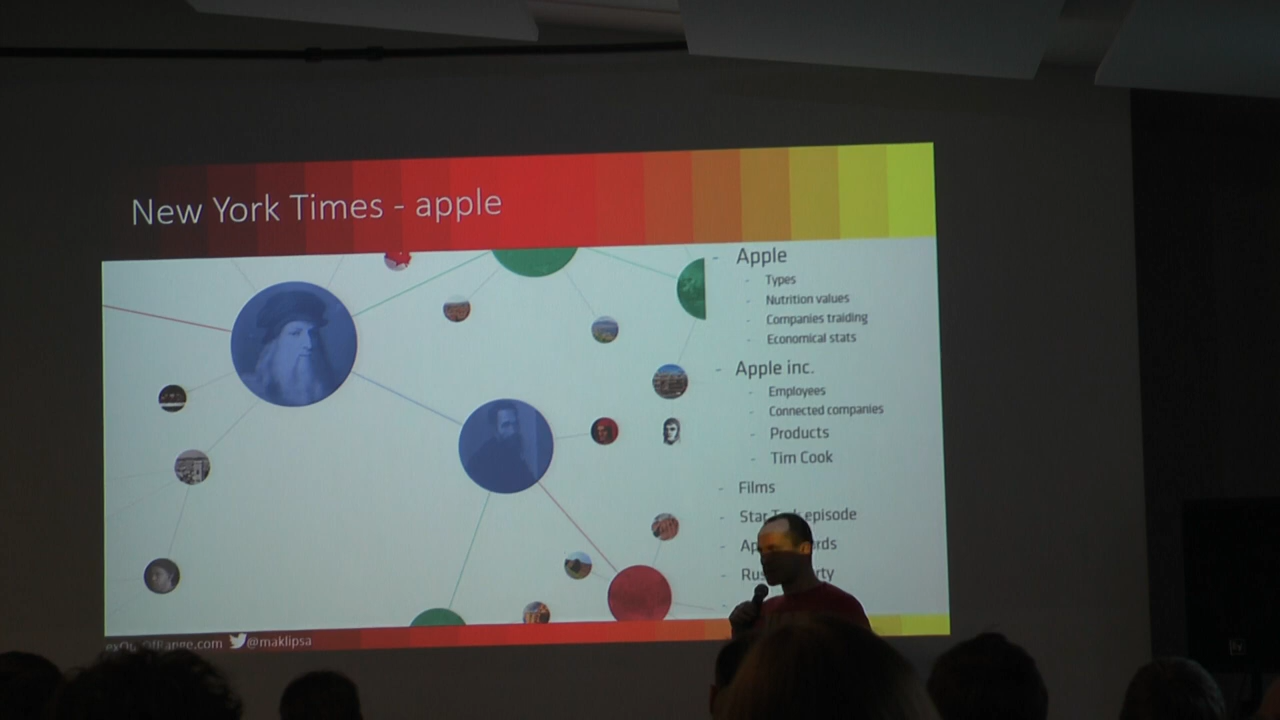 New York Times - apple
- Apple
- Types
- Nutrition values
- Companies traiding
- Economical stats
- Apple inc.
- Employees
- Connected companies
- Products
- Tim Cook
- Films
- Star episode
-
-
@maklipsa